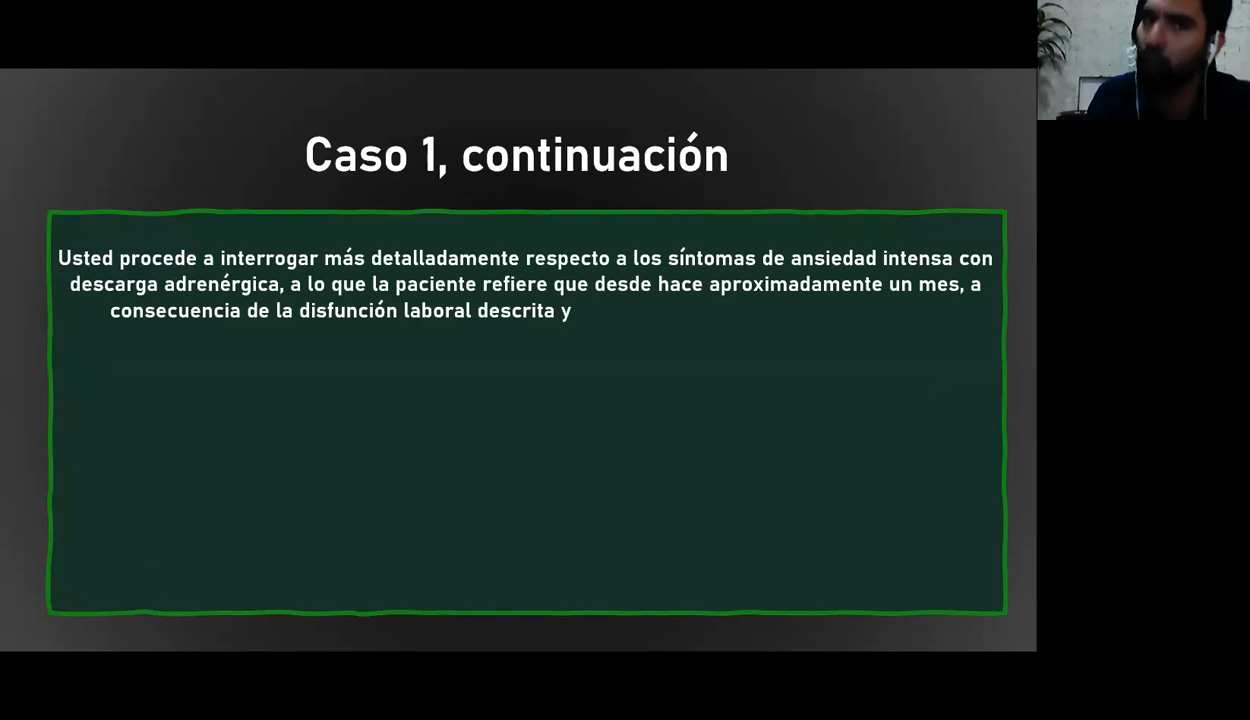 Caso 1, continuación
Usted procede a interrogar más detalladamente respecto a los síntomas de ansiedad intensa con
descarga adrenérgica, a lo que la paciente refiere que desde hace aproximadamente un mes, a
consecuencia de la disfunción laboral descrita y